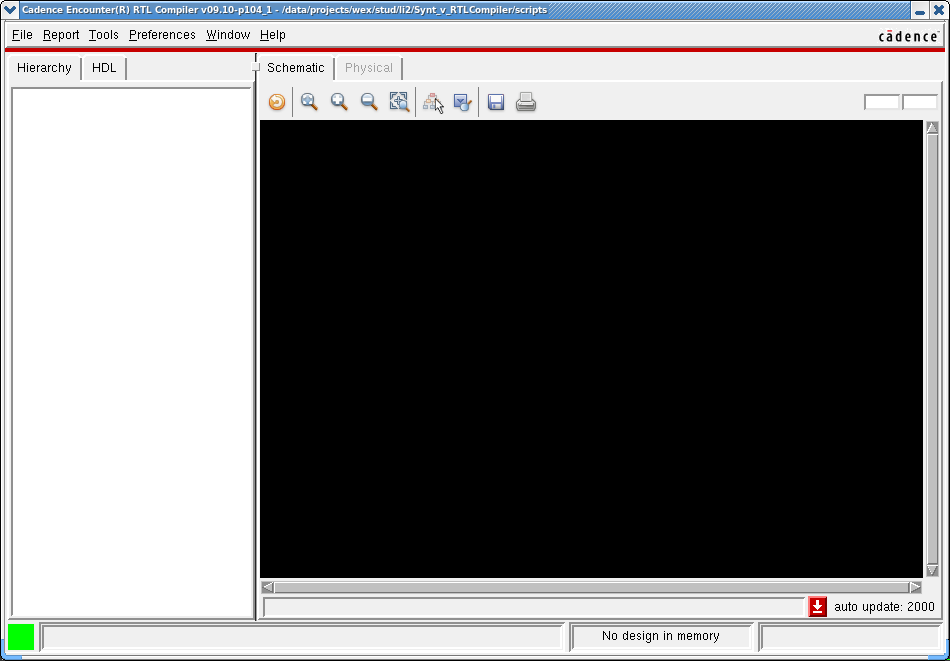 Cadence Encounter(R) RTL Compiler v09.10-p104_1 - /data/projects/wex/stud/li2/Synt_v_RTLCompiler/scripts
File Report Tools Preferences Window Help
cādence
Hierarchy HDL Schematic Physical
auto update: 2000
No design in memory